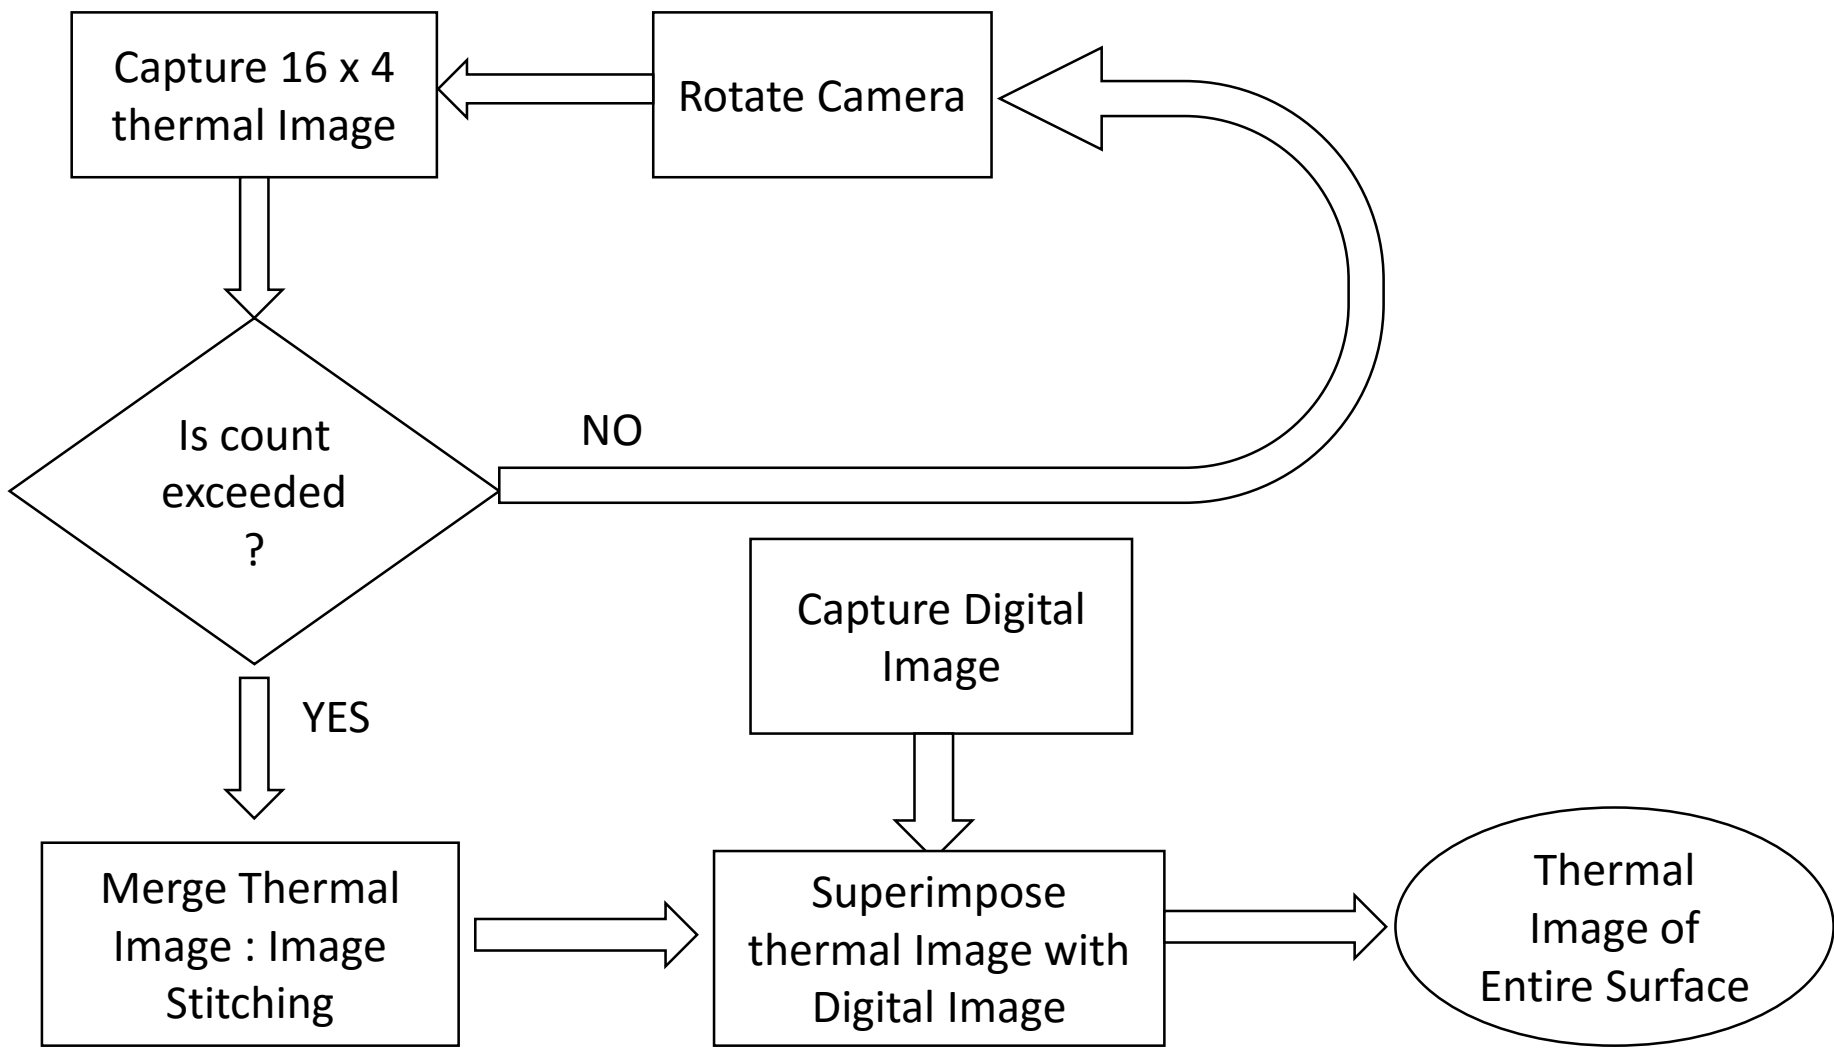 Capture 16 x 4
thermal Image
Rotate Camera
Is count
exceeded
?
NO
YES
Capture Digital
Image
Merge Thermal
Image : Image
Stitching
Superimpose
thermal Image with
Digital Image
Thermal
Image of
Entire Surface